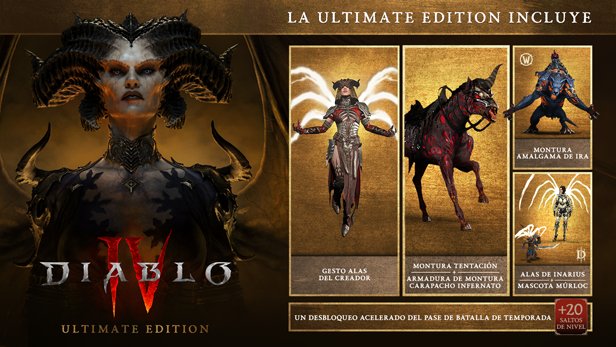 LA ULTIMATE EDITION INCLUYE
DIABLO
IV
ULTIMATE EDITION
GESTO ALAS
DEL CREADOR
MONTURA TENTACIÓN
+
ARMADURA DE MONTURA
CARAPACHO INFERNATO
W
MONTURA
AMALGAMA DE IRA
D
ALAS DE INARIUS
+
MASCOTA MÚRLOC
UN DESBLOQUEO ACELERADO DEL PASE DE BATALLA DE TEMPORADA
+20
SALTOS
DE NIVEL